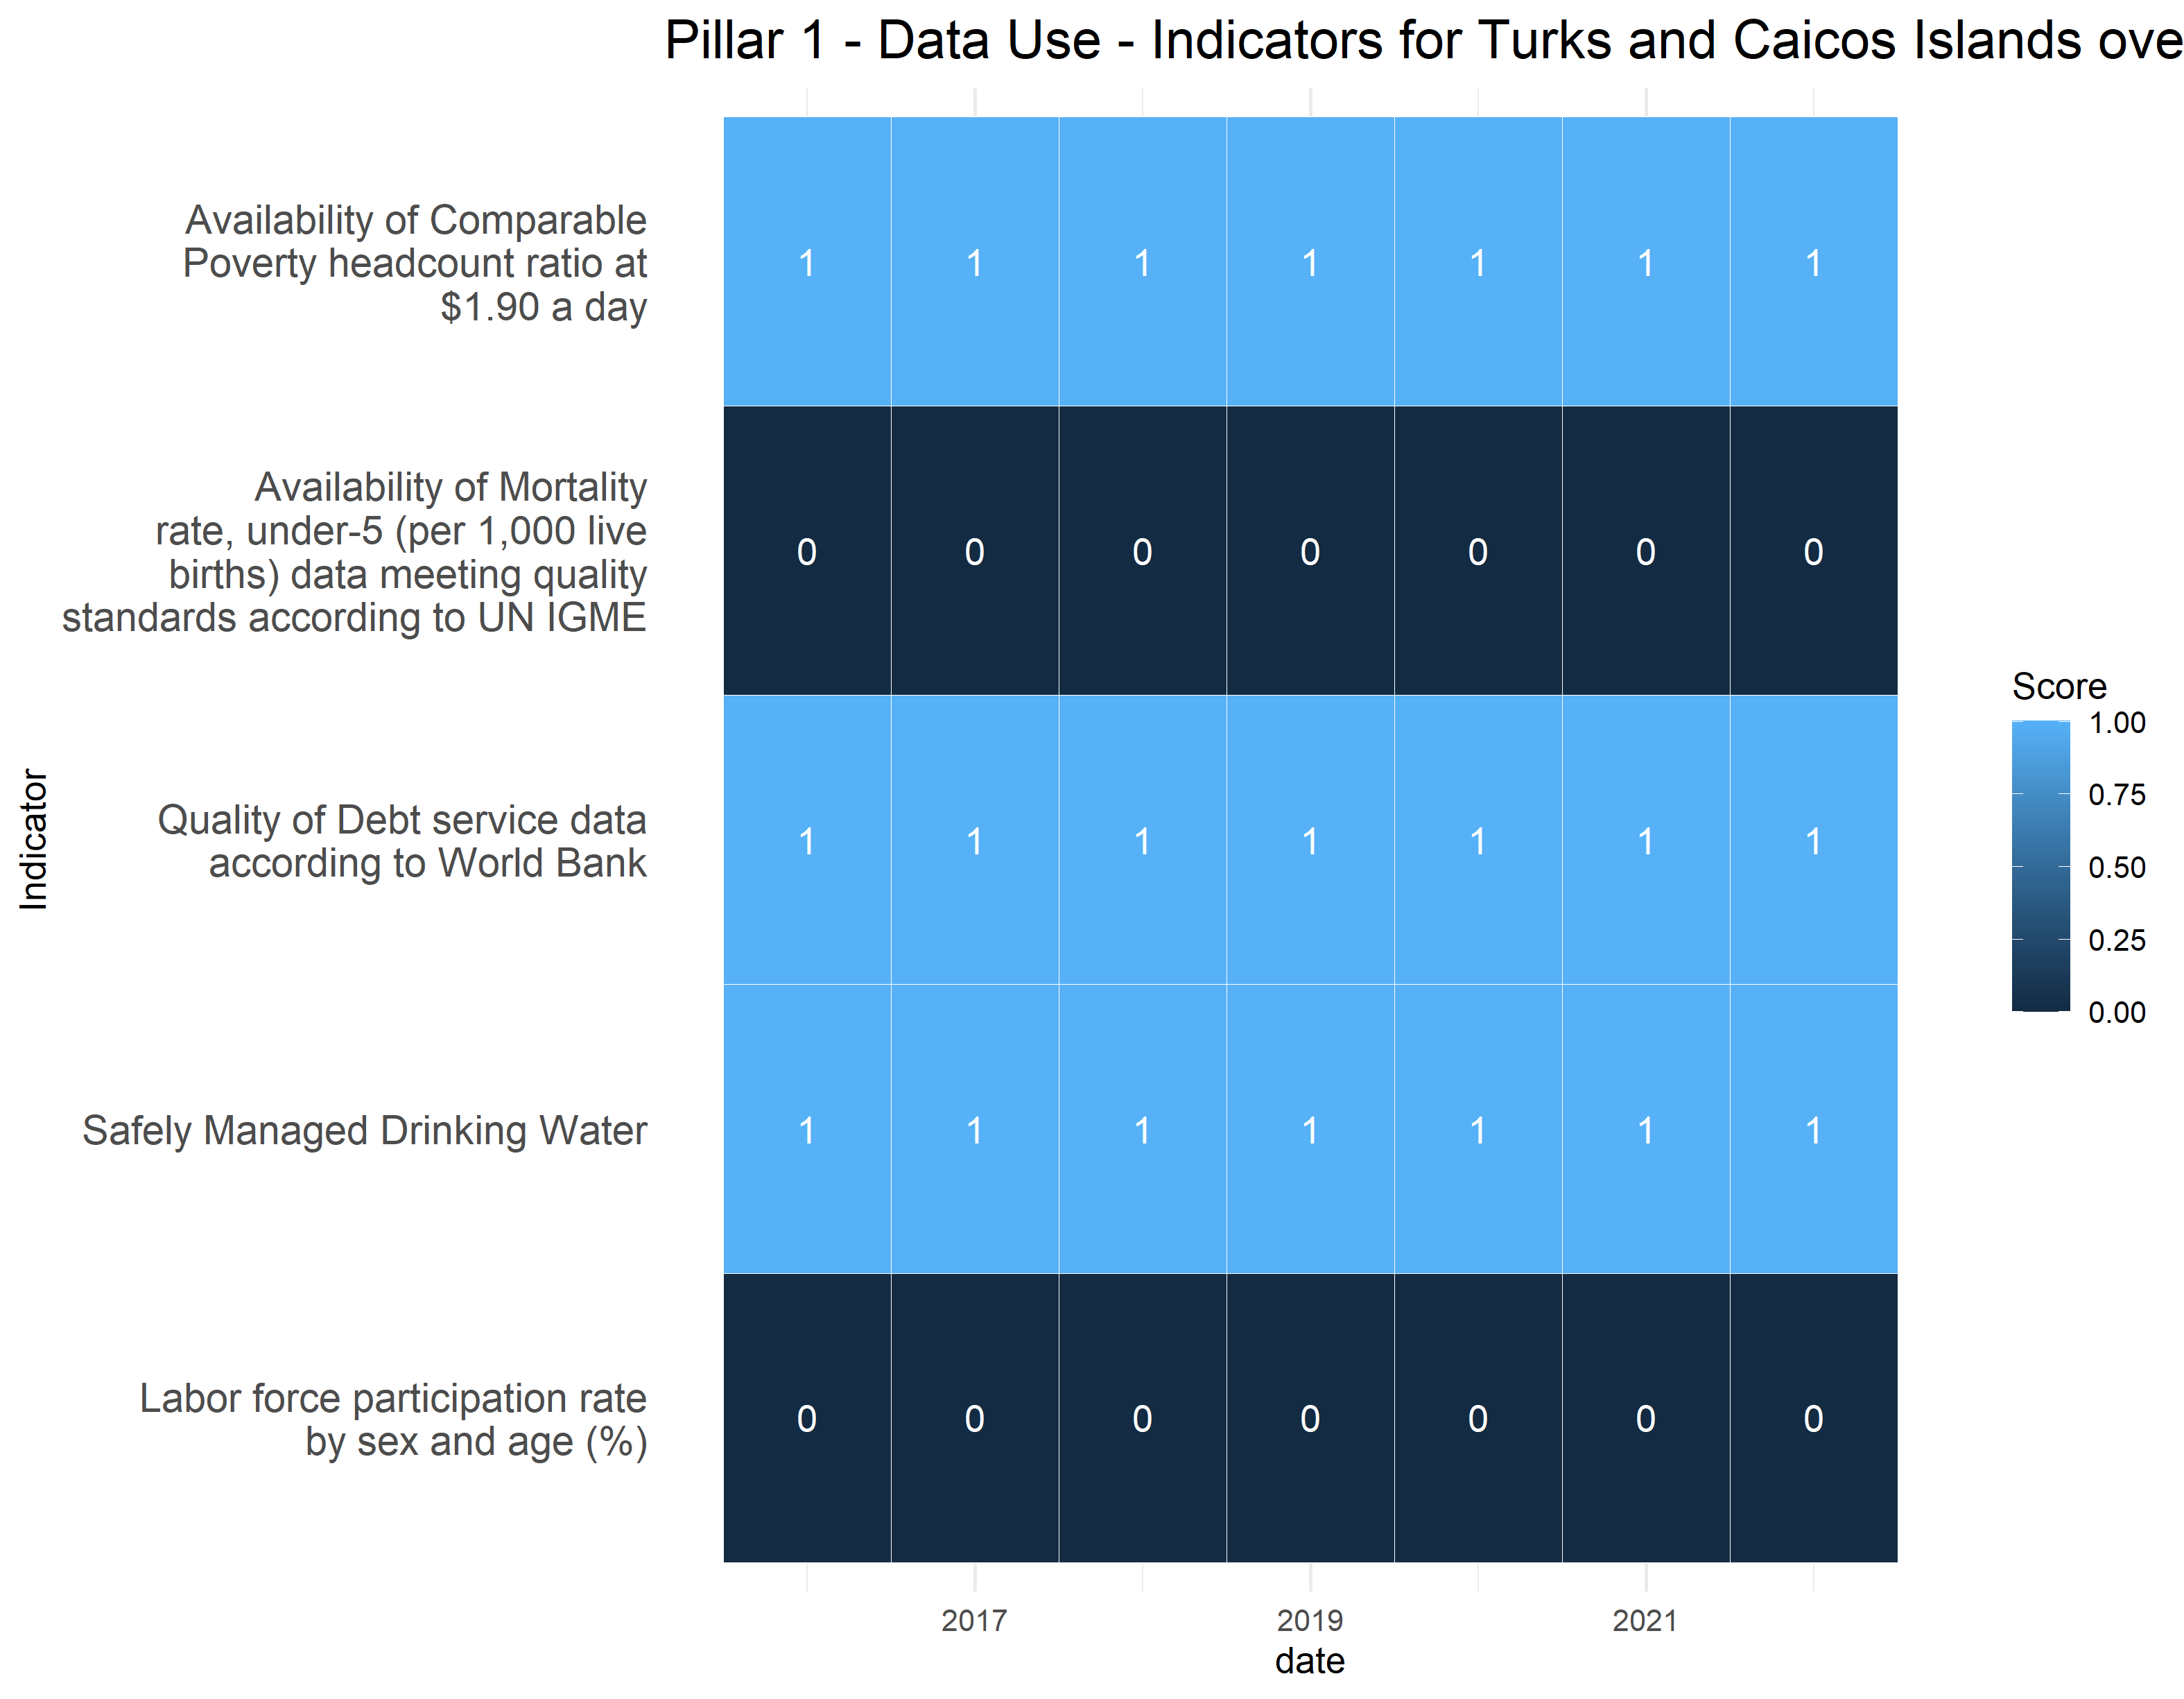 Pillar 1 - Data Use - Indicators for Turks and Caicos Islands ove
Availability of Comparable
Poverty headcount ratio at
$1.90 a day
1 1 1 1 1 1 1
Availability of Mortality
rate, under-5 (per 1,000 live
births) data meeting quality
standards according to UN IGME
0 0 0 0 0 0 0
Quality of Debt service data
according to World Bank
1 1 1 1 1 1 1
Safely Managed Drinking Water
1 1 1 1 1 1 1
Labor force participation rate
by sex and age (%)
0 0 0 0 0 0 0
Indicator
2017 2019 2021
date
Score
1.00
0.75
0.50
0.25
0.00